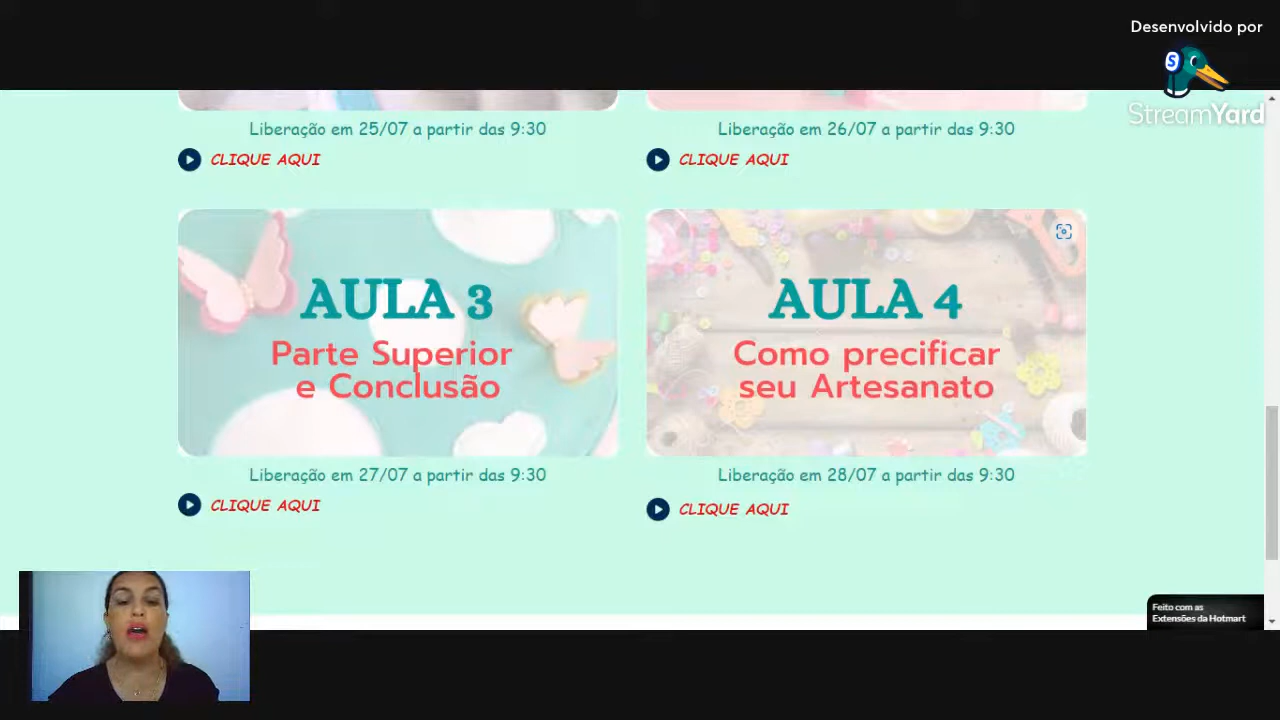 Desenvolvido por
S
StreamYard
Liberação em 25/07 a partir das 9:30
CLIQUE AQUI
Liberação em 26/07 a partir das 9:30
CLIQUE AQUI
AULA 3
Parte Superior
e Conclusão
AULA 4
Como precificar
seu Artesanato
Liberação em 27/07 a partir das 9:30
CLIQUE AQUI
Liberação em 28/07 a partir das 9:30
CLIQUE AQUI
Feito com as
Extensões da Hotmart